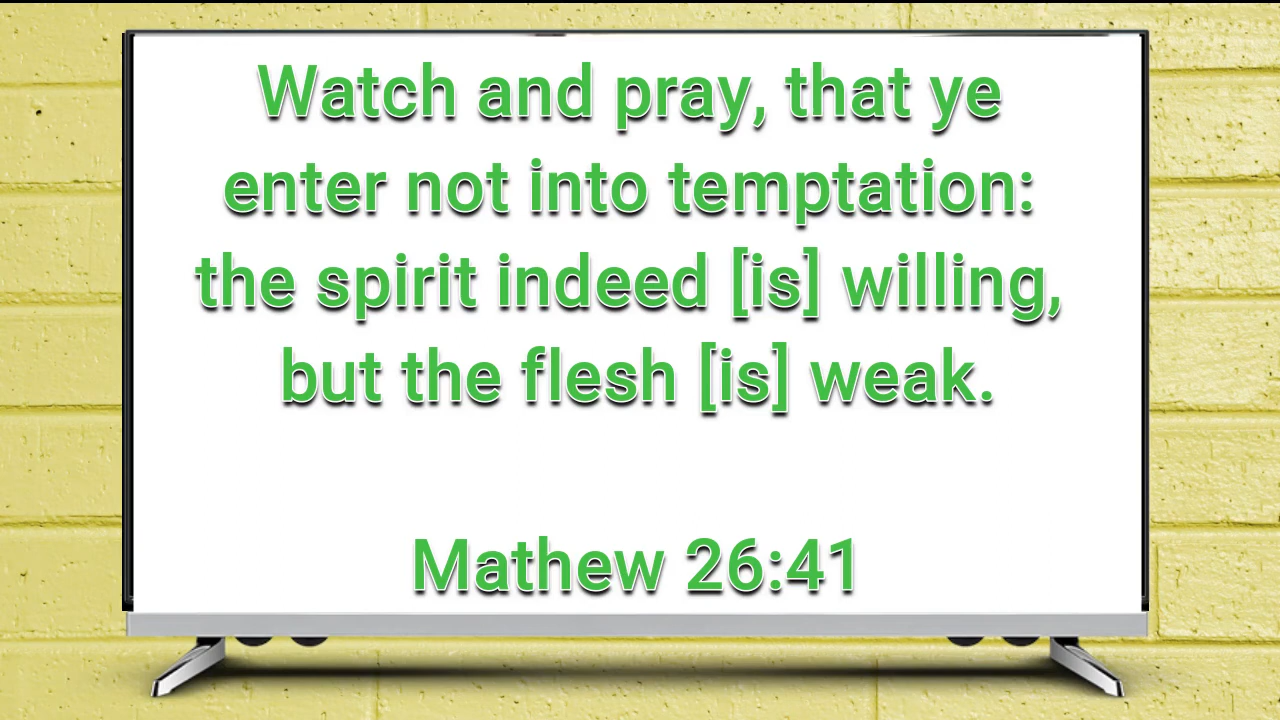 Watch and pray, that ye
enter not into temptation:
the spirit indeed [is] willing,
but the flesh [is] weak.
Mathew 26:41